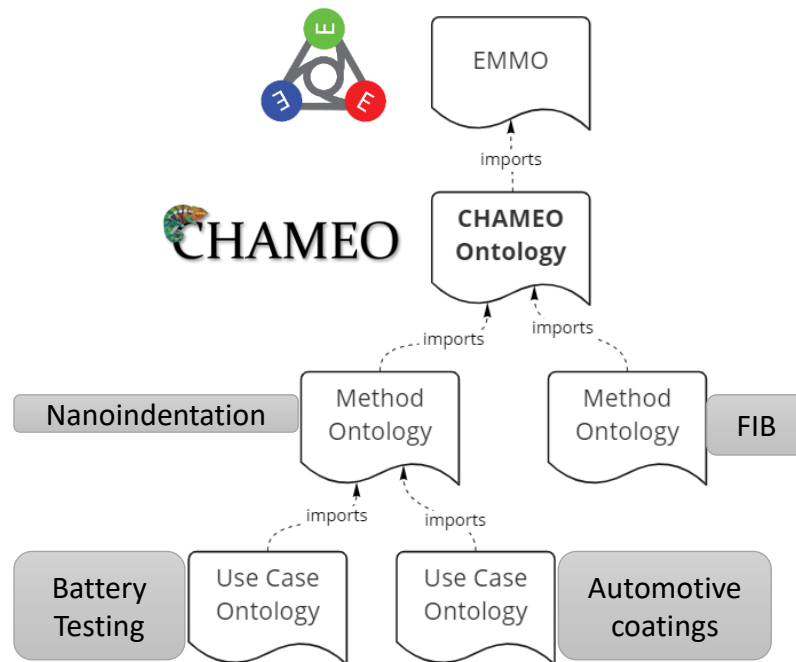 E
E
E
EMMO
imports
CHAMEO
CHAMEO
Ontology
imports
imports
Nanoindentation
Method
Ontology
Method
Ontology
FIB
imports
imports
Battery
Testing
Use Case
Ontology
Use Case
Ontology
Automotive
coatings